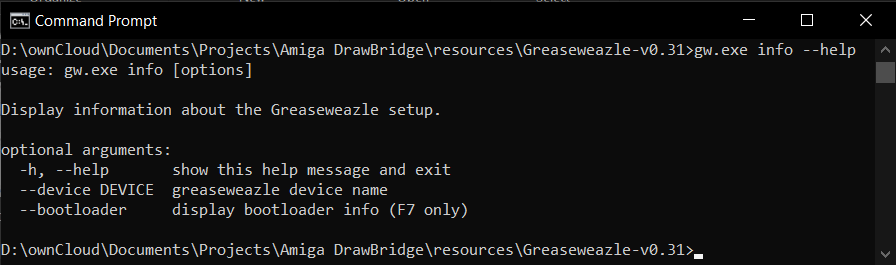 Command Prompt
D:\ownCloud\Documents\Projects\Amiga DrawBridge\resources\Greaseweazle-v0.31>gw.exe info --help
usage: gw.exe info [options]
Display information about the Greaseweazle setup.
optional arguments:
-h, --help show this help message and exit
--device DEVICE greaseweazle device name
--bootloader display bootloader info (F7 only)
D:\ownCloud\Documents\Projects\Amiga DrawBridge\resources\Greaseweazle-v0.31>